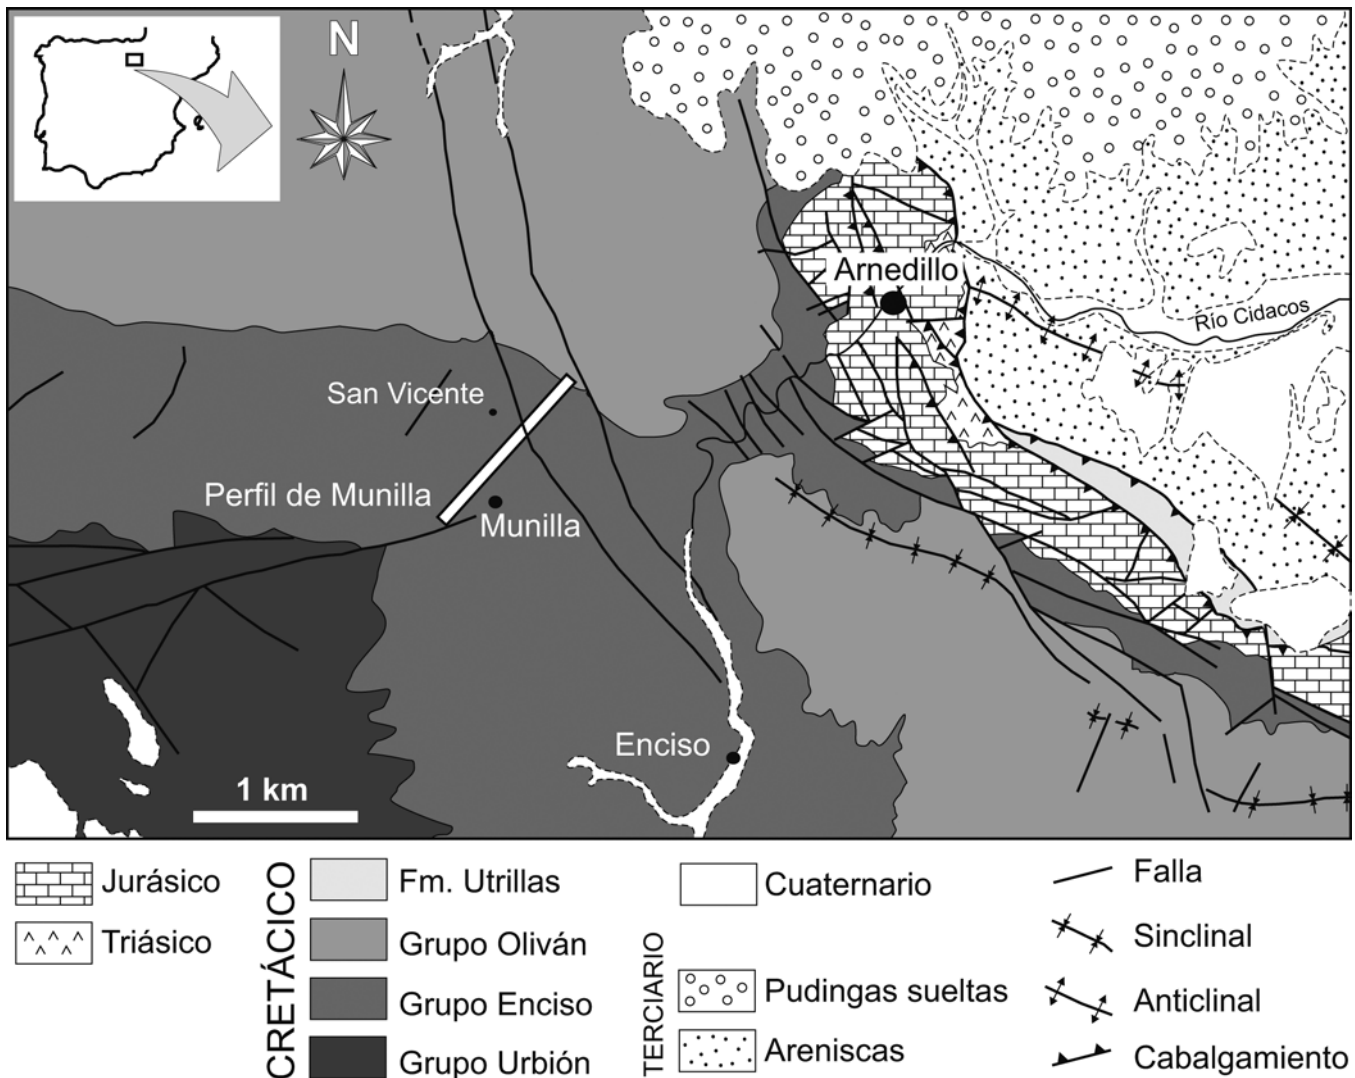 N
Arnedillo
Río Cidacos
San Vicente
Perfil de Munilla
Munilla
Enciso
1 km
Jurásico
Triásico
CRETÁCICO
Fm. Utrillas
Grupo Oliván
Grupo Enciso
Grupo Urbión
Cuaternario
TERCIARIO
Pudingas sueltas
Areniscas
Falla
Sinclinal
Anticlinal
Cabalgamiento